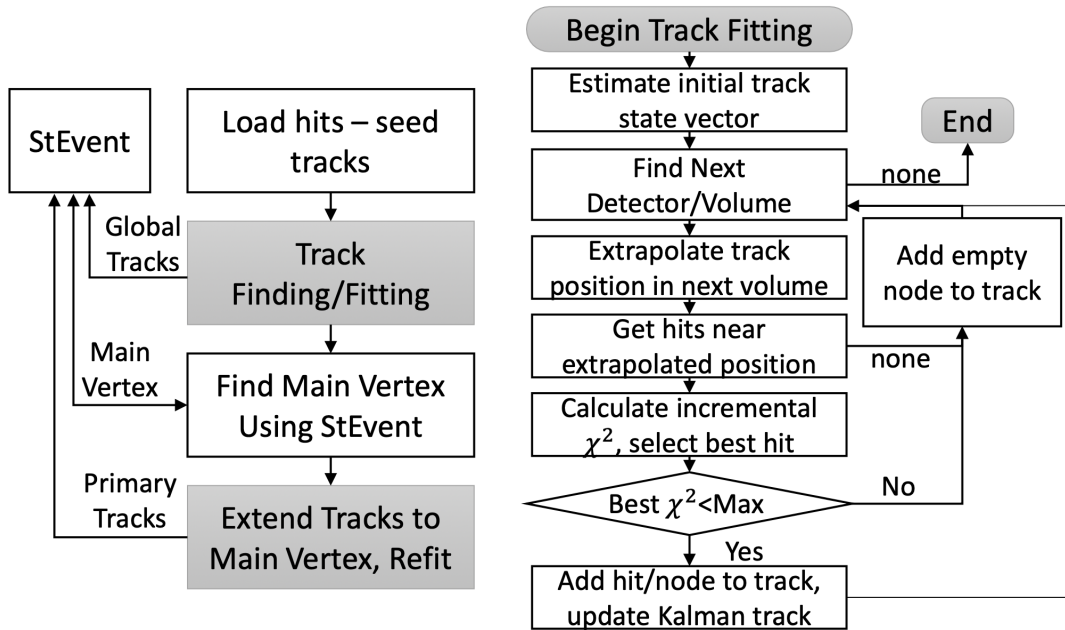 StEvent
Load hits – seed
tracks
Global
Tracks
Track
Finding/Fitting
Main
Vertex
Find Main Vertex
Using StEvent
Primary
Tracks
Extend Tracks to
Main Vertex, Refit
Begin Track Fitting
Estimate initial track
state vector
End
Find Next
Detector/Volume
none
Extrapolate track
position in next volume
Add empty
node to track
Get hits near
extrapolated position
none
Calculate incremental
χ², select best hit
Best χ²<Max
No
Yes
Add hit/node to track,
update Kalman track